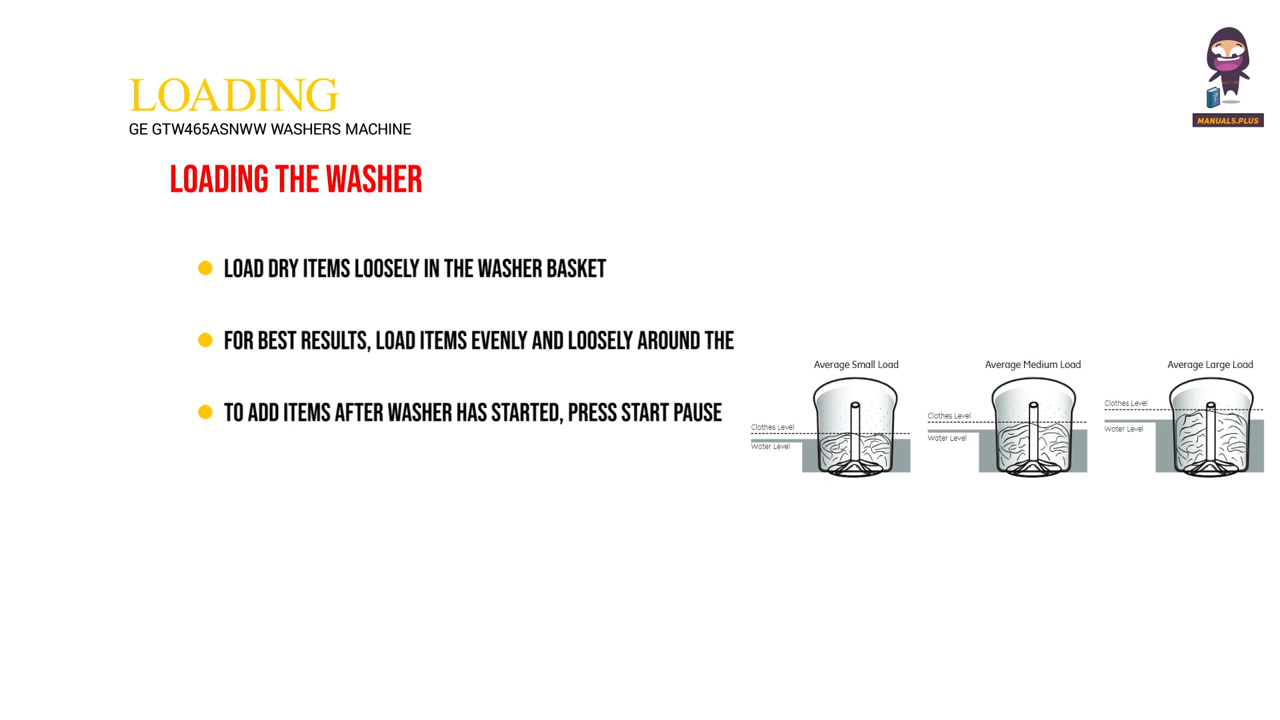 LOADING
GE GTW465ASNWW WASHERS MACHINE
LOADING THE WASHER
LOAD DRY ITEMS LOOSELY IN THE WASHER BASKET
FOR BEST RESULTS, LOAD ITEMS EVENLY AND LOOSELY AROUND THE
TO ADD ITEMS AFTER WASHER HAS STARTED, PRESS START PAUSE
MANUALS.PLUS
Average Small Load
Clothes Level
Water Level
Average Medium Load
Clothes Level
Water Level
Average Large Load
Clothes Level
Water Level